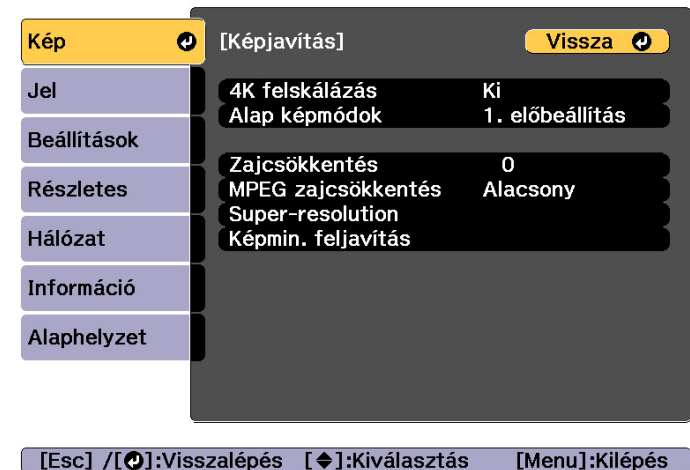 Kép
Jel
Beállítások
Részletes
Hálózat
Információ
Alaphelyzet
[Képjavítás] Vissza
4K felskálázás Ki
Alap képmódok 1. előbeállítás
Zajcsökkentés 0
MPEG zajcsökkentés Alacsony
Super-resolution
Képmin. feljavítás
[Esc] /[ ]:Visszalépés [ ]:Kiválasztás [Menu]:Kilépés